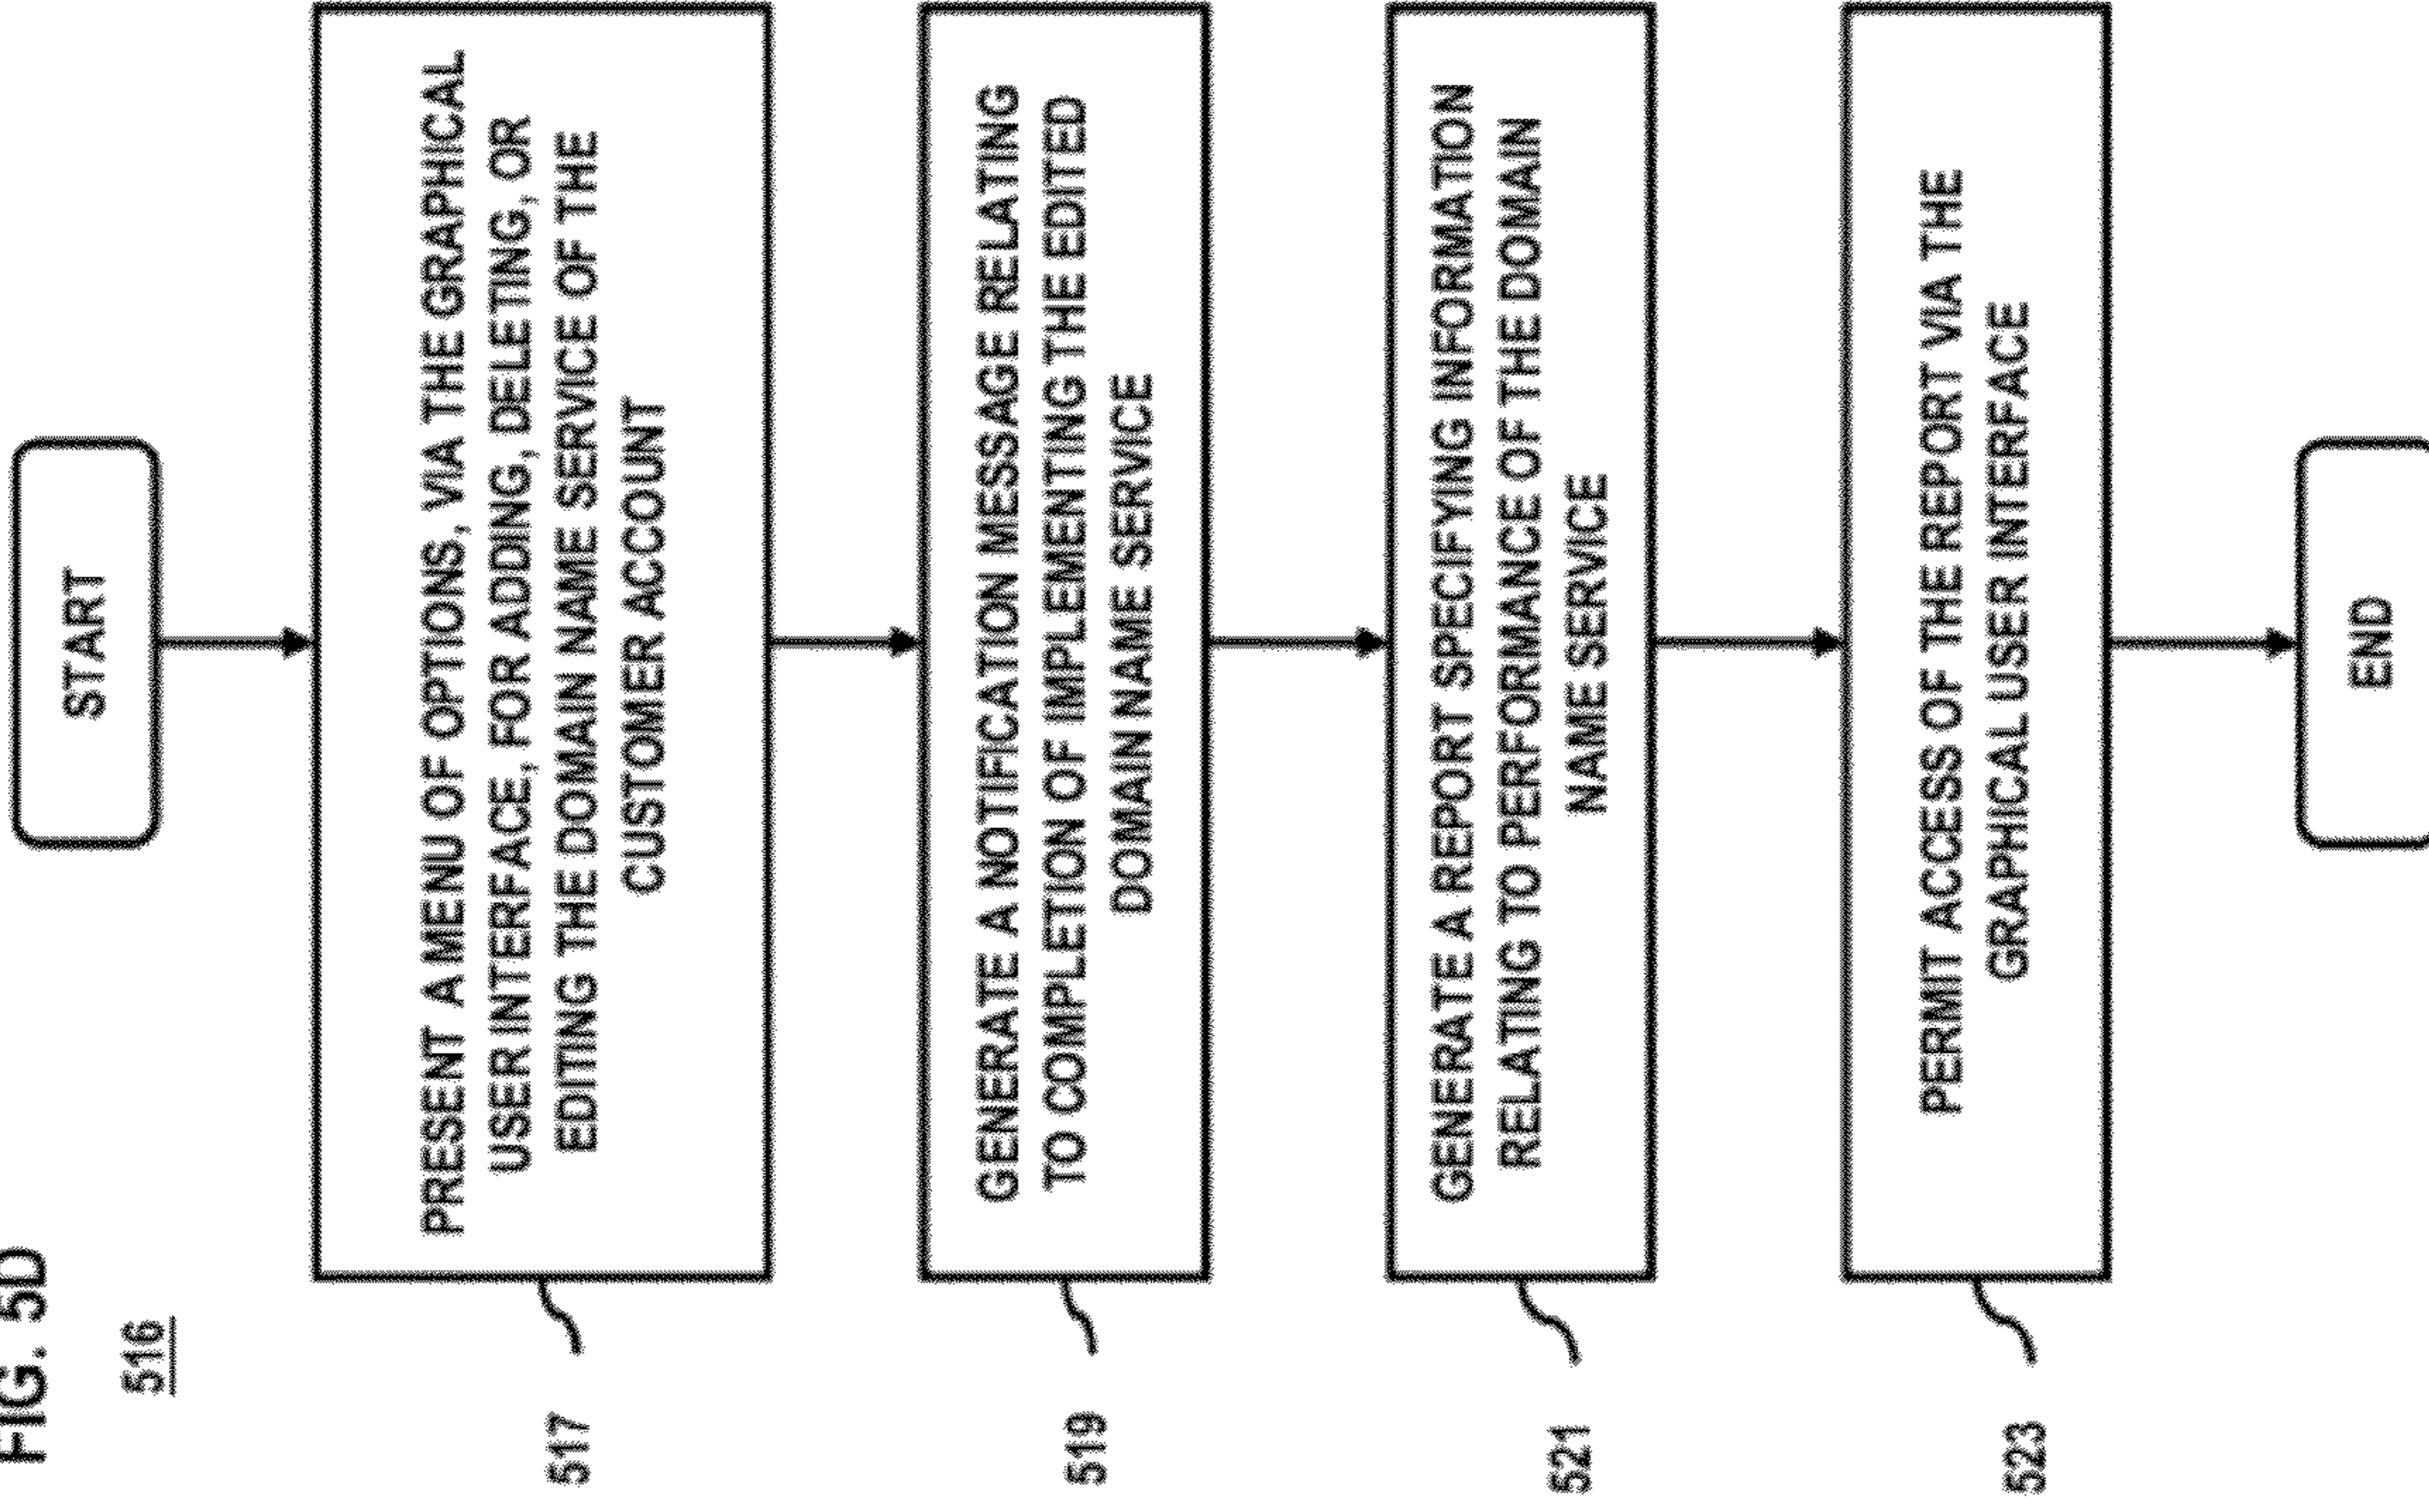 FIG. 5D
516
START
517
PRESENT A MENU OF OPTIONS, VIA THE GRAPHICAL
USER INTERFACE, FOR ADDING, DELETING, OR
EDITING THE DOMAIN NAME SERVICE OF THE
CUSTOMER ACCOUNT
519
GENERATE A NOTIFICATION MESSAGE RELATING
TO COMPLETION OF IMPLEMENTING THE EDITED
DOMAIN NAME SERVICE
521
GENERATE A REPORT SPECIFYING INFORMATION
RELATING TO PERFORMANCE OF THE DOMAIN
NAME SERVICE
523
PERMIT ACCESS OF THE REPORT VIA THE
GRAPHICAL USER INTERFACE
END